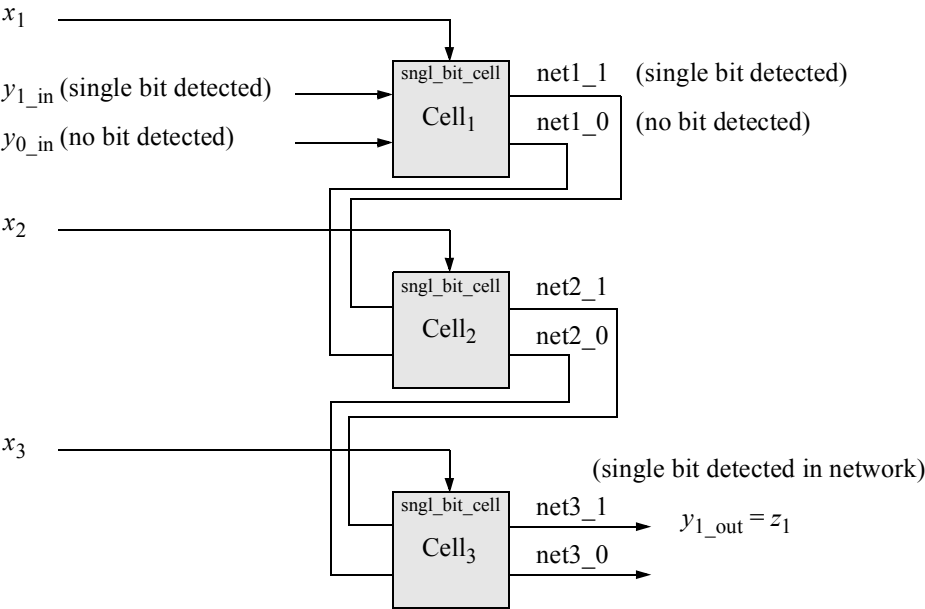 x1
sngl_bit_cell
net1_1 (single bit detected)
y1_in (single bit detected)
Cell1
net1_0 (no bit detected)
y0_in (no bit detected)
x2
sngl_bit_cell
net2_1
Cell2
net2_0
x3
(single bit detected in network)
sngl_bit_cell
net3_1
y1_out = z1
Cell3
net3_0